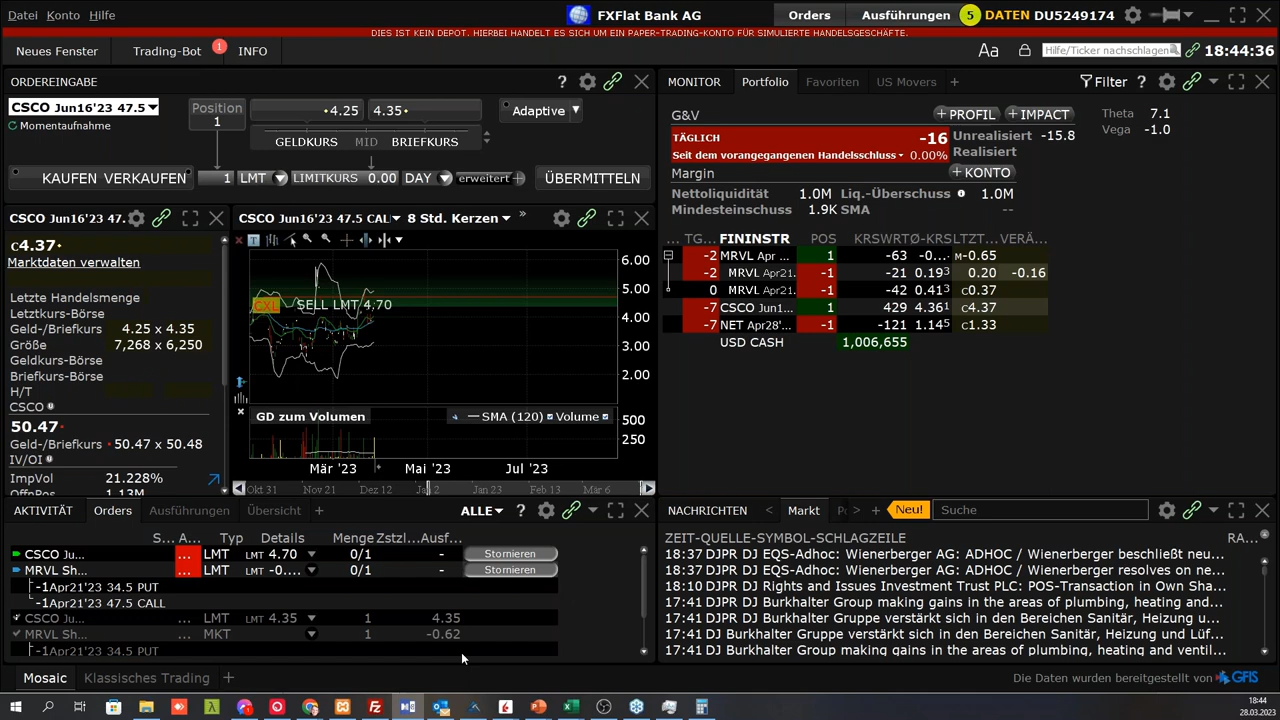 Datei Konto Hilfe FXFlat Bank AG Orders Ausführungen 5 DATEN DU5249174
DIES IST KEIN DEPOT. HIERBEI HANDELT ES SICH UM EIN PAPER-TRADING-KONTO FÜR SIMULIERTE HANDELSGESCHÄFTE.
Neues Fenster Trading-Bot 1 INFO Aa Hilfe/Ticker nachschlagen 18:44:36
ORDEREINGABE ?
CSCO Jun16'23 47.5
Momentaufnahme
Position
1
4.25 4.35
Adaptive
GELDKURS MID BRIEFKURS
KAUFEN VERKAUFEN 1 LMT LIMITKURS 0.00 DAY erweitert + ÜBERMITTELN
CSCO Jun16'23 47.
C4.37
Marktdaten verwalten
Letzte Handelsmenge
Letztkurs-Börse
Geld-/Briefkurs 4.25 x 4.35
Größe 7,268 x 6,250
Geldkurs-Börse
Briefkurs-Börse
H/T
CSCO
50.47
Geld-/Briefkurs 50.47 x 50.48
IV/OI
ImpVol 21.228%
OffnPos 1.13M
CSCO Jun16'23 47.5 CAL 8 Std. Kerzen »
CXL SELL LMT 4.70
6.00
5.00
4.00
3.00
2.00
GD zum Volumen SMA (120) Volume
500
250
Mär '23 Mai '23 Jul '23
Okt 31 Nov 21 Dez 12 Jan 23 Feb 13 Mär 6
MONITOR Portfolio Favoriten US Movers + Filter ?
G&V + PROFIL + IMPACT
TÄGLICH -16
Seit dem vorangegangenen Handelsschluss 0.00%
Unrealisiert -15.8
Realisiert
Theta 7.1
Vega -1.0
Margin + KONTO
Nettoliquidität 1.0M Liq.-Überschuss 1.0M
Mindesteinschuss 1.9K SMA --
... TG... FININSTR POS KRSWRT Ø-KRS LTZT... VERÄ...
-2 MRVL Apr ... 1 -63 -0.... M-0.65
-2 MRVL Apr21. -1 -21 0.193 0.20 -0.16
0 MRVL Apr21. -1 -42 0.413 C0.37
-7 CSCO Jun1... 1 429 4.361 C4.37
-7 NET Apr28'... -1 -121 1.145 C1.33
USD CASH 1,006,655
AKTIVITÄT Orders Ausführungen Übersicht + ALLE ?
S... A... Typ Details Menge Zstzl... Ausf...
CSCO Ju... ... LMT LMT 4.70 0/1 - Stornieren
MRVL Sh... ... LMT LMT -0.... 0/1 - Stornieren
-1Apr21'23 34.5 PUT
-1Apr21'23 47.5 CALL
CSCO Ju... LMT LMT 4.35 1 4.35
MRVL Sh... MKT 1 -0.62
-1Apr21'23 34.5 PUT
NACHRICHTEN < Markt > + Neu! Suche
ZEIT-QUELLE-SYMBOL-SCHLAGZEILE RA...
18:37 DJPR DJ EQS-Adhoc: Wienerberger AG: ADHOC / Wienerberger beschließt neu...
18:37 DJPR DJ EQS-Adhoc: Wienerberger AG: ADHOC / Wienerberger resolves on ne...
18:10 DJPR DJ Rights and Issues Investment Trust PLC: POS-Transaction in Own Sha...
17:41 DJPR DJ Burkhalter Group making gains in the areas of plumbing, heating and...
17:41 DJ Burkhalter Gruppe verstärkt sich in den Bereichen Sanitär, Heizung u...
17:41 DJPR DJ Burkhalter Gruppe verstärkt sich in den Bereichen Sanitär, Heizung und Lüf...
17:41 DJ Burkhalter Group making gains in the areas of plumbing, heating and ventil...
Mosaic Klassisches Trading + Die Daten wurden bereitgestellt von GFIS
18:44
28.03.2023